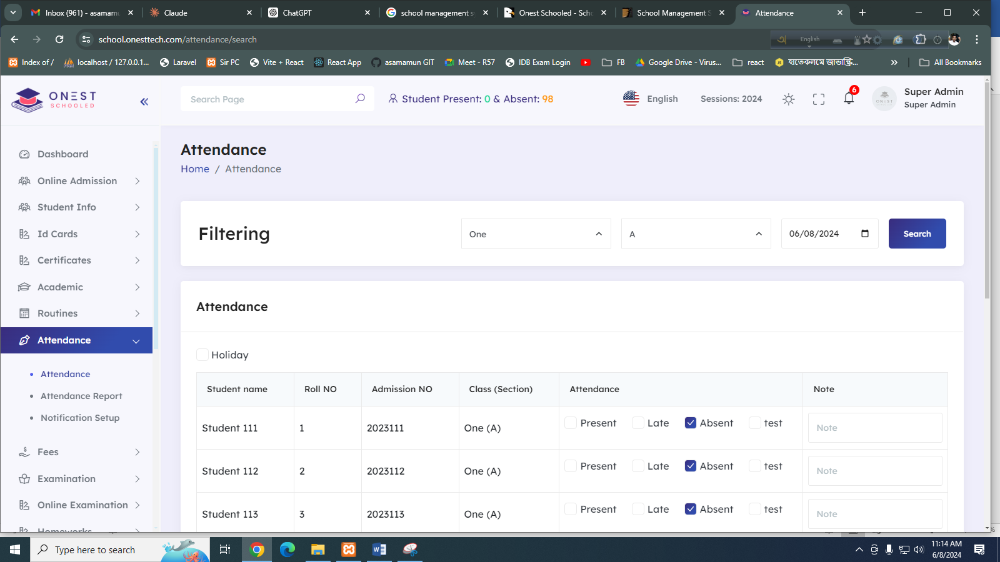 Inbox (961) - asamamu
Claude
ChatGPT
school management s
Onest Schooled - Scho
School Management S
Attendance
school.onesttech.com/attendance/search
English
Index of /
localhost / 127.0.0.1...
Laravel
Sir PC
Vite + React
React App
asamamun GIT
Meet - R57
IDB Exam Login
FB
Google Drive - Virus...
react
হাতেকলমে জাভাস্ক্রি...
All Bookmarks
ONEST
SCHOOLED
Search Page
Student Present: 0 & Absent: 98
English
Sessions: 2024
6
Super Admin
Super Admin
Dashboard
Online Admission
Student Info
Id Cards
Certificates
Academic
Routines
Attendance
Attendance
Attendance Report
Notification Setup
Fees
Examination
Online Examination
Homeworks
Attendance
Home / Attendance
Filtering
One
A
06/08/2024
Search
Attendance
Holiday
Student name Roll NO Admission NO Class (Section) Attendance Note
Student 111 1 2023111 One (A) Present Late Absent test Note
Student 112 2 2023112 One (A) Present Late Absent test Note
Student 113 3 2023113 One (A) Present Late Absent test Note
Type here to search
11:14 AM
6/8/2024